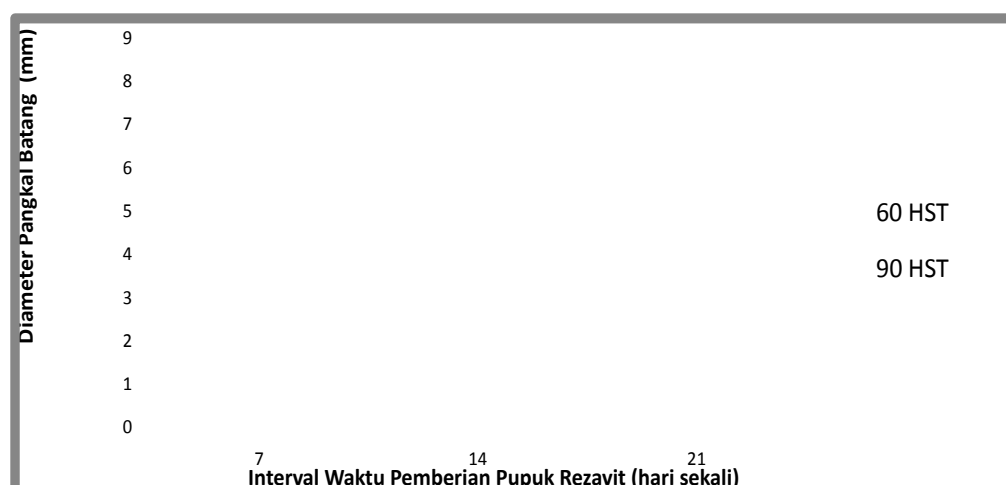 Diameter Pangkal Batang (mm)
9
8
7
6
5
4
3
2
1
0
60 HST
90 HST
7 14 21
Interval Waktu Pemberian Pupuk Rezavit (hari sekali)